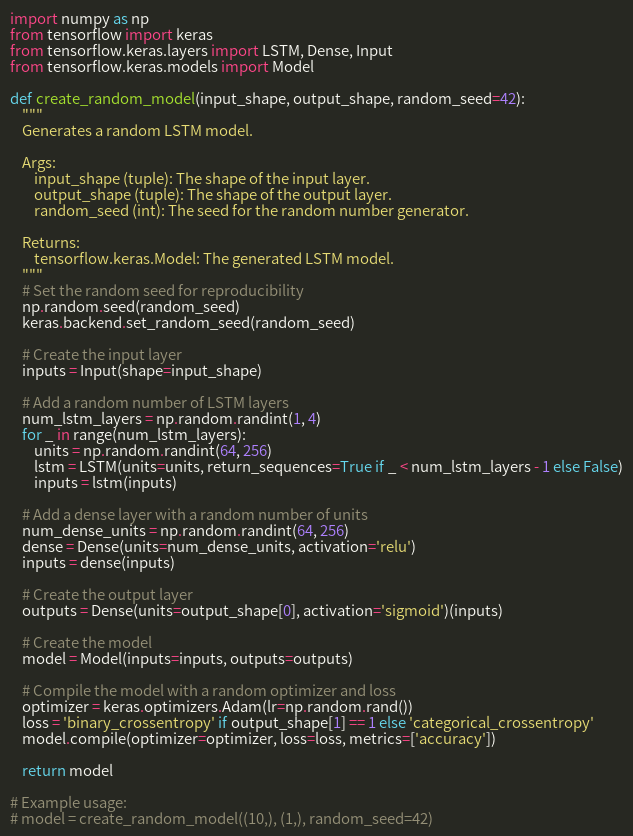 import numpy as np
from tensorflow import keras
from tensorflow.keras.layers import LSTM, Dense, Input
from tensorflow.keras.models import Model

def create_random_model(input_shape, output_shape, random_seed=42):
    """
    Generates a random LSTM model.

    Args:
        input_shape (tuple): The shape of the input layer.
        output_shape (tuple): The shape of the output layer.
        random_seed (int): The seed for the random number generator.

    Returns:
        tensorflow.keras.Model: The generated LSTM model.
    """
    # Set the random seed for reproducibility
    np.random.seed(random_seed)
    keras.backend.set_random_seed(random_seed)

    # Create the input layer
    inputs = Input(shape=input_shape)

    # Add a random number of LSTM layers
    num_lstm_layers = np.random.randint(1, 4)
    for _ in range(num_lstm_layers):
        units = np.random.randint(64, 256)
        lstm = LSTM(units=units, return_sequences=True if _ < num_lstm_layers - 1 else False)
        inputs = lstm(inputs)

    # Add a dense layer with a random number of units
    num_dense_units = np.random.randint(64, 256)
    dense = Dense(units=num_dense_units, activation='relu')
    inputs = dense(inputs)

    # Create the output layer
    outputs = Dense(units=output_shape[0], activation='sigmoid')(inputs)

    # Create the model
    model = Model(inputs=inputs, outputs=outputs)

    # Compile the model with a random optimizer and loss
    optimizer = keras.optimizers.Adam(lr=np.random.rand())
    loss = 'binary_crossentropy' if output_shape[1] == 1 else 'categorical_crossentropy'
    model.compile(optimizer=optimizer, loss=loss, metrics=['accuracy'])

    return model

# Example usage:
# model = create_random_model((10,), (1,), random_seed=42)